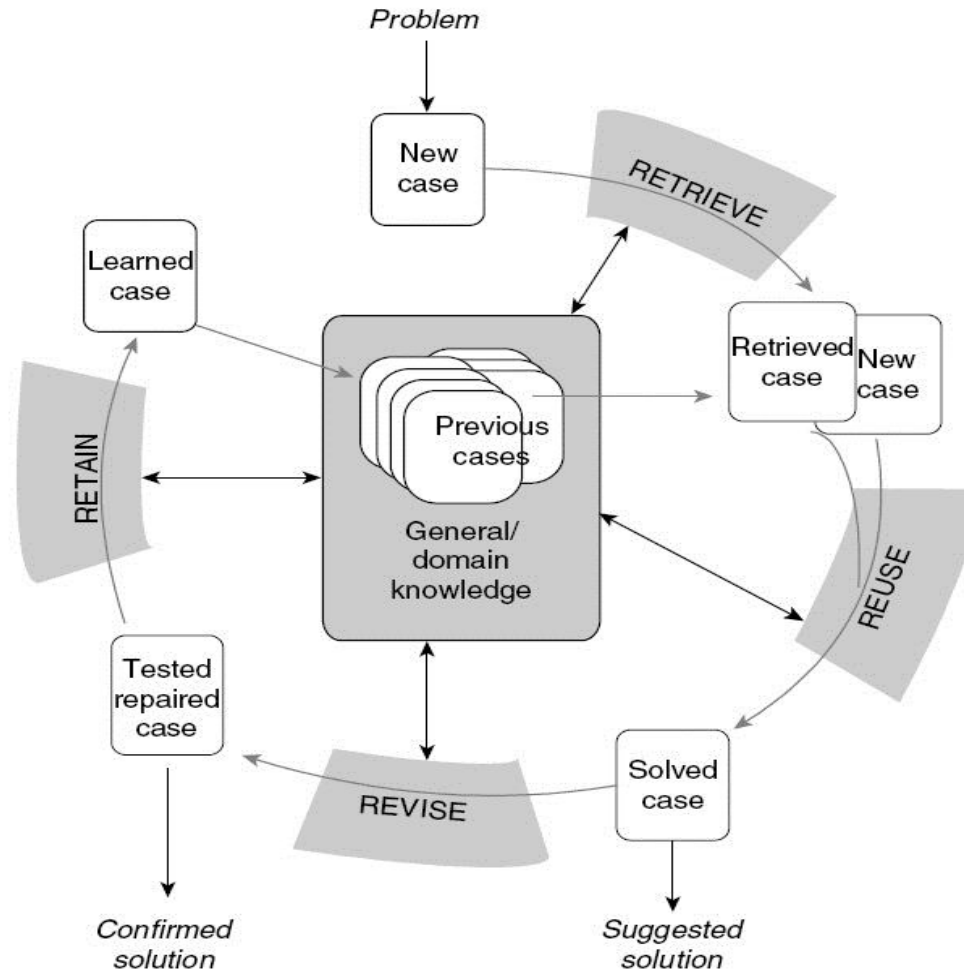 Problem
New
case
RETRIEVE
Learned
case
Retrieved
case
New
case
Previous
cases
RETAIN
General/
domain
knowledge
REUSE
Tested
repaired
case
Solved
case
REVISE
Confirmed
solution
Suggested
solution